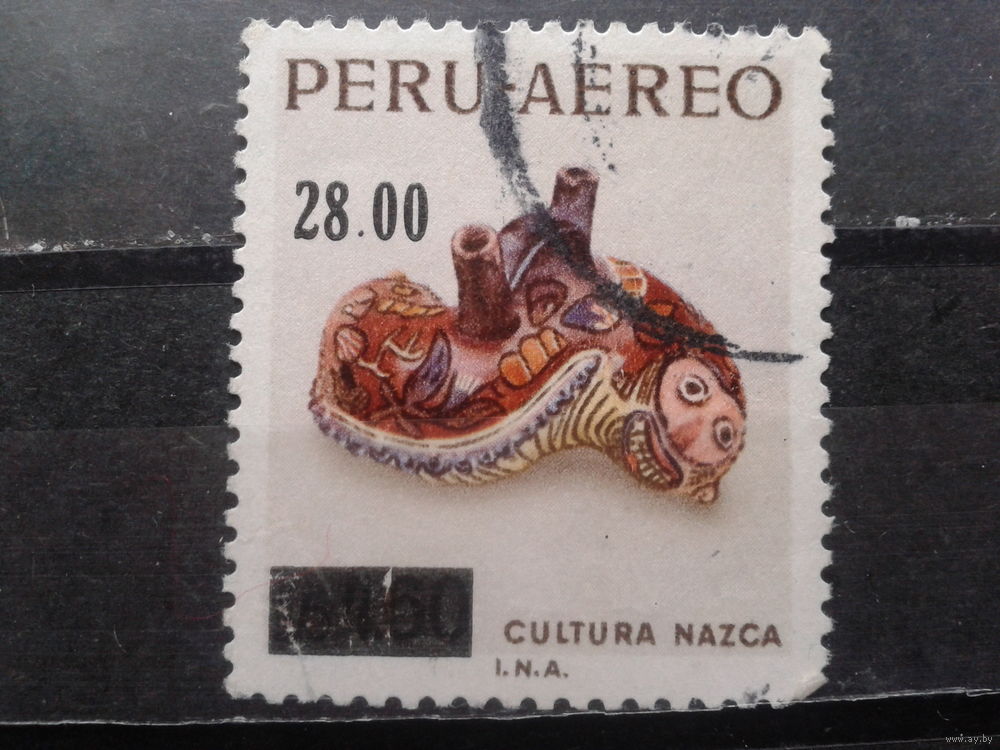 PERU-AEREO
28.00
CULTURA NAZCA
I.N.A.
www.ay.by